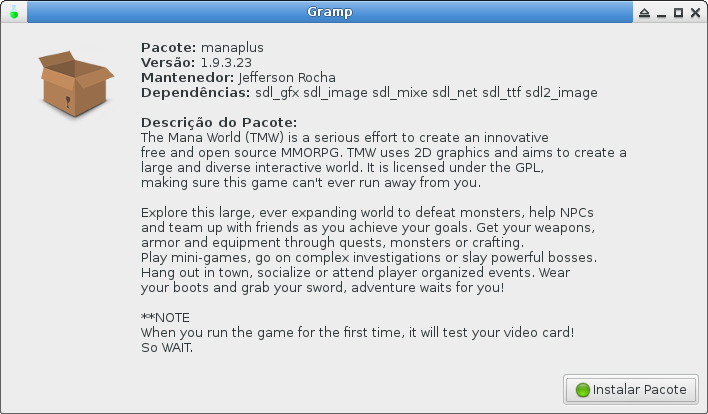 Gramp
Pacote: manaplus
Versão: 1.9.3.23
Mantenedor: Jefferson Rocha
Dependências: sdl_gfx sdl_image sdl_mixe sdl_net sdl_ttf sdl2_image
Descrição do Pacote:
The Mana World (TMW) is a serious effort to create an innovative
free and open source MMORPG. TMW uses 2D graphics and aims to create a
large and diverse interactive world. It is licensed under the GPL,
making sure this game can't ever run away from you.
Explore this large, ever expanding world to defeat monsters, help NPCs
and team up with friends as you achieve your goals. Get your weapons,
armor and equipment through quests, monsters or crafting.
Play mini-games, go on complex investigations or slay powerful bosses.
Hang out in town, socialize or attend player organized events. Wear
your boots and grab your sword, adventure waits for you!
**NOTE
When you run the game for the first time, it will test your video card!
So WAIT.
Instalar Pacote